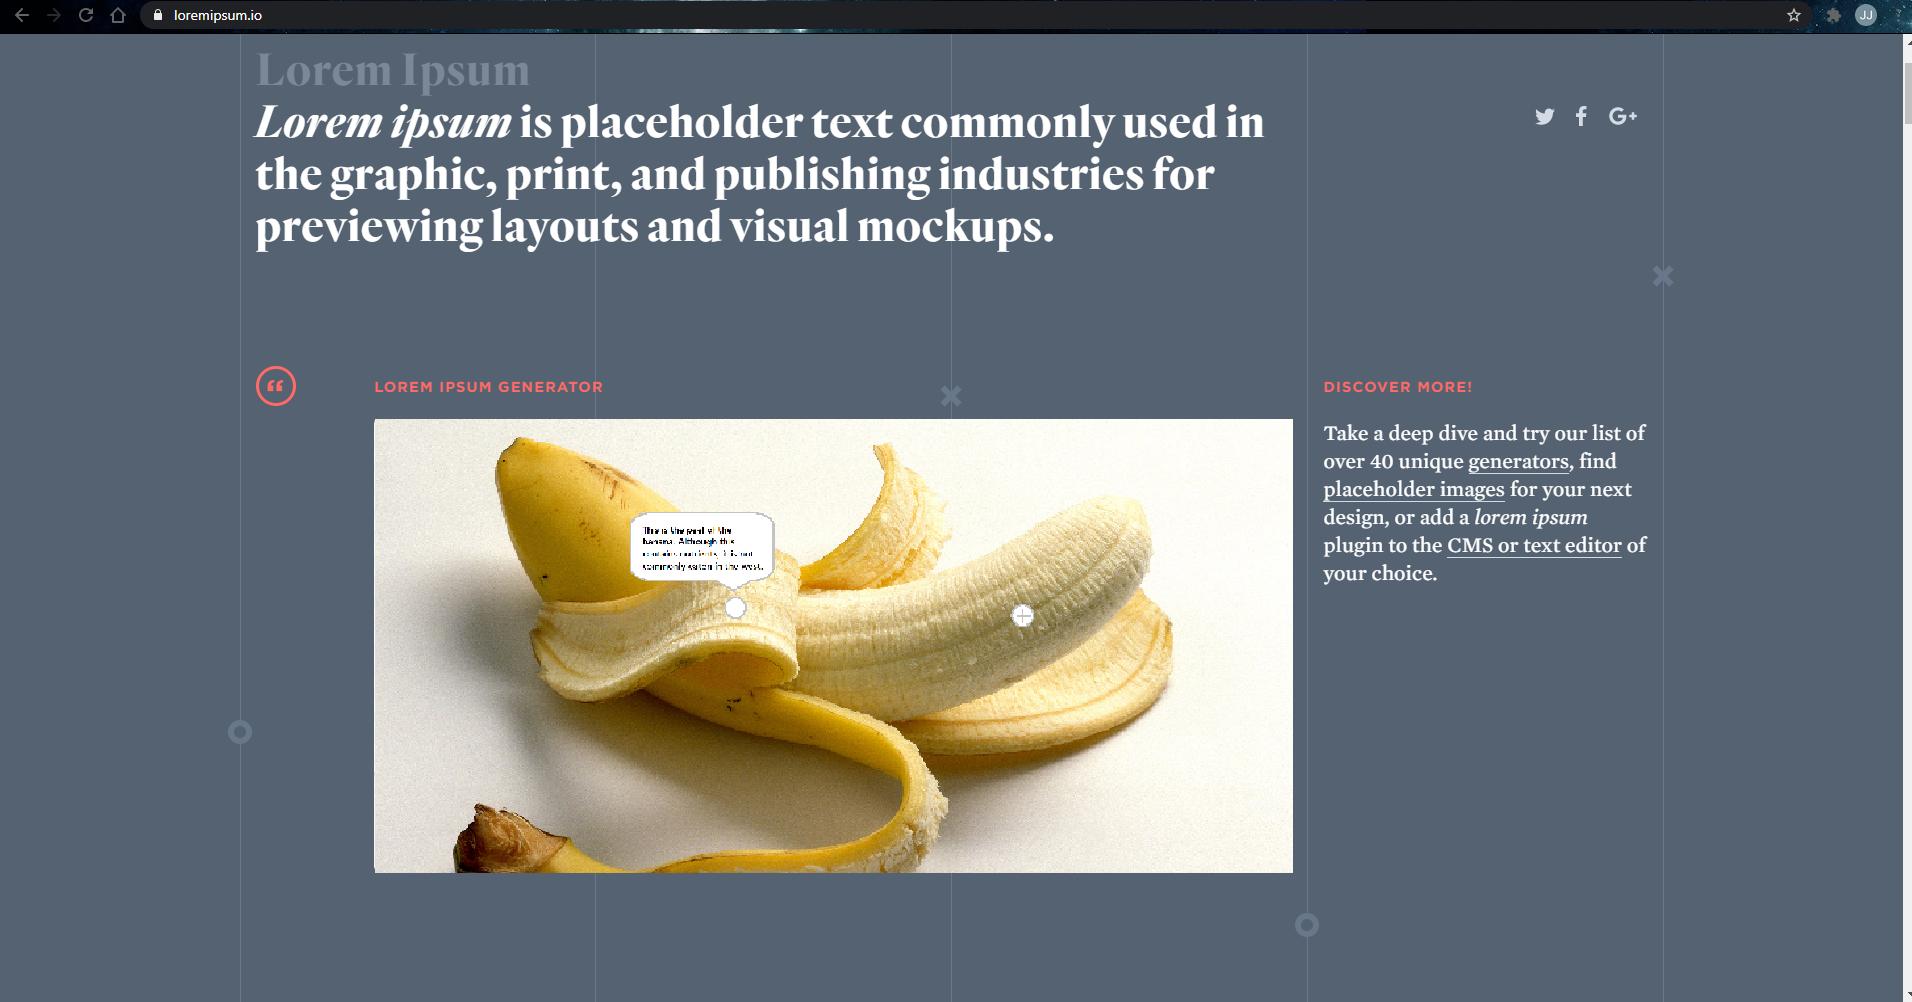 loremipsum.io
JJ
Lorem Ipsum
Lorem ipsum is placeholder text commonly used in
the graphic, print, and publishing industries for
previewing layouts and visual mockups.
G+
LOREM IPSUM GENERATOR
This is the peel of the
banana. Although this
contains nutrients, it is not
commonly eaten in the west.
DISCOVER MORE!
Take a deep dive and try our list of
over 40 unique generators, find
placeholder images for your next
design, or add a lorem ipsum
plugin to the CMS or text editor of
your choice.